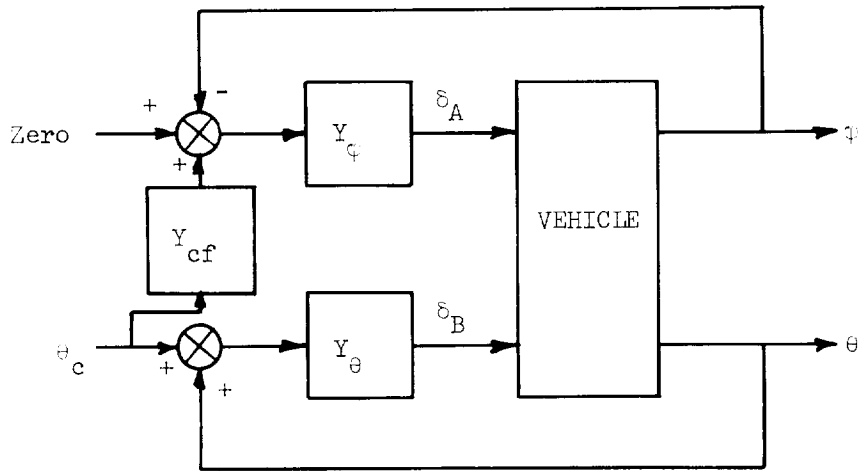 -
+
δ_A
Zero
Y_φ
φ
+
Y_cf
VEHICLE
δ_B
θ_c
+
Y_θ
θ
+